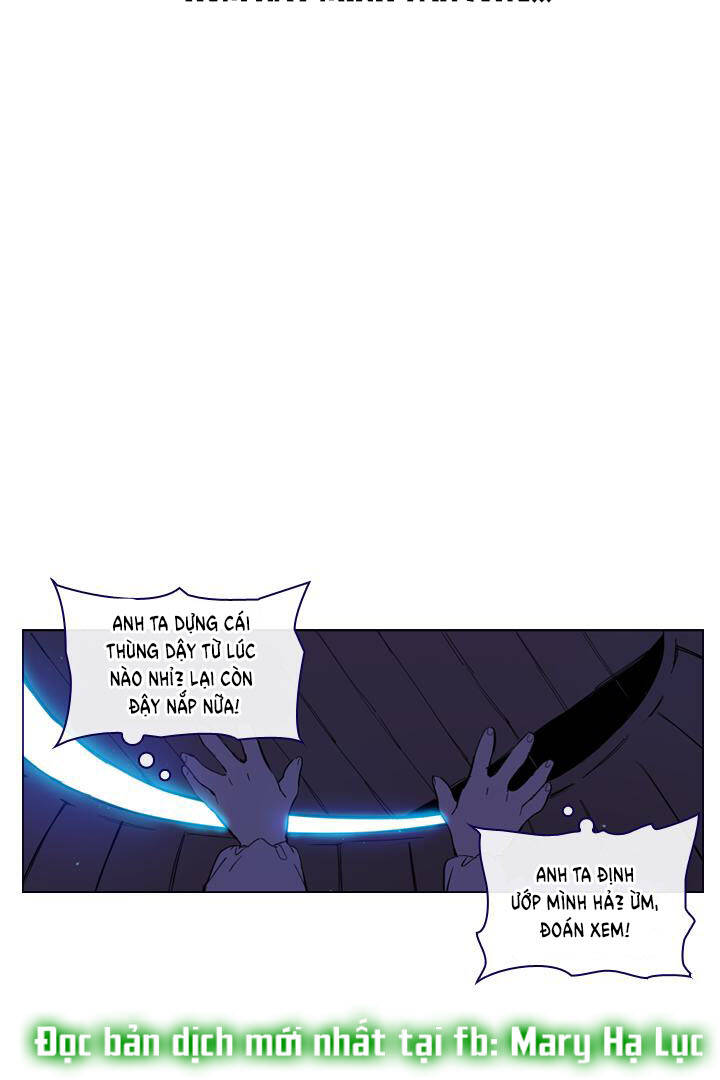 ANH TA DỰNG CÁI
THÙNG DẬY TỪ LÚC
NÀO NHỈ? LẠI CÒN
ĐẬY NẮP NỮA!
ANH TA ĐỊNH
ƯỚP MÌNH HẢ? ỪM,
ĐOÁN XEM!
Đọc bản dịch mới nhất tại fb: Mary Hạ Lục